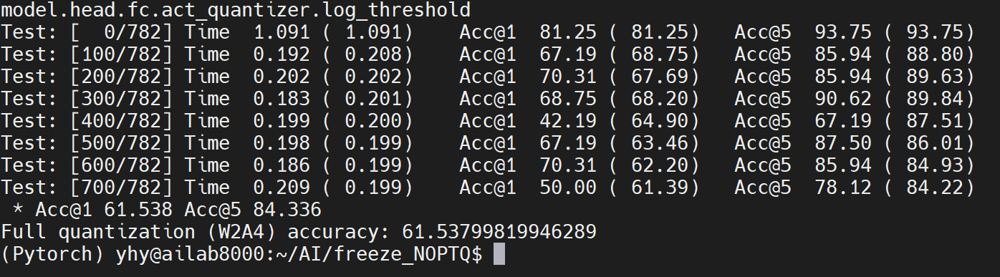 model.head.fc.act_quantizer.log_threshold
Test: [  0/782] Time  1.091 ( 1.091)    Acc@1  81.25 ( 81.25)   Acc@5  93.75 ( 93.75)
Test: [100/782] Time  0.192 ( 0.208)    Acc@1  67.19 ( 68.75)   Acc@5  85.94 ( 88.80)
Test: [200/782] Time  0.202 ( 0.202)    Acc@1  70.31 ( 67.69)   Acc@5  85.94 ( 89.63)
Test: [300/782] Time  0.183 ( 0.201)    Acc@1  68.75 ( 68.20)   Acc@5  90.62 ( 89.84)
Test: [400/782] Time  0.199 ( 0.200)    Acc@1  42.19 ( 64.90)   Acc@5  67.19 ( 87.51)
Test: [500/782] Time  0.198 ( 0.199)    Acc@1  67.19 ( 63.46)   Acc@5  87.50 ( 86.01)
Test: [600/782] Time  0.186 ( 0.199)    Acc@1  70.31 ( 62.20)   Acc@5  85.94 ( 84.93)
Test: [700/782] Time  0.209 ( 0.199)    Acc@1  50.00 ( 61.39)   Acc@5  78.12 ( 84.22)
 * Acc@1 61.538 Acc@5 84.336
Full quantization (W2A4) accuracy: 61.53799819946289
(Pytorch) yhy@ailab8000:~/AI/freeze_NOPTQ$